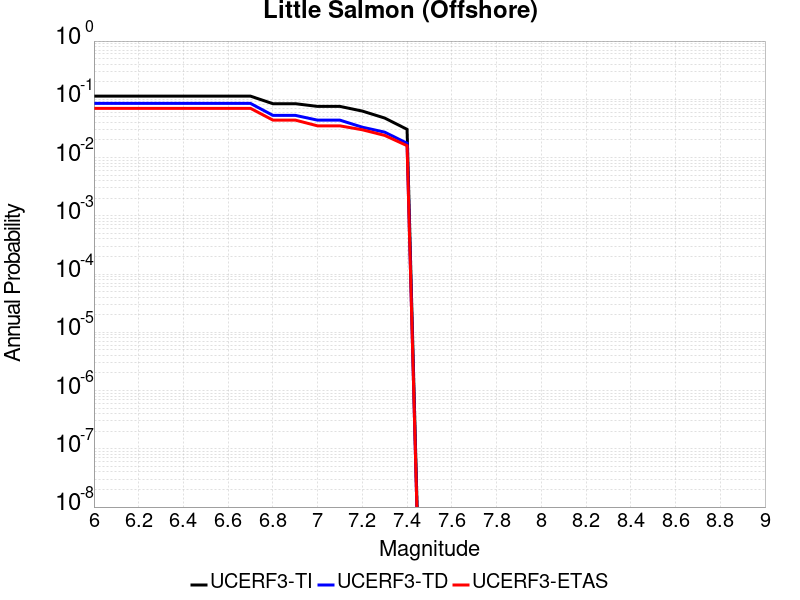 Little Salmon (Offshore)
Annual Probability
10^0
10^-1
10^-2
10^-3
10^-4
10^-5
10^-6
10^-7
10^-8
6 6.2 6.4 6.6 6.8 7 7.2 7.4 7.6 7.8 8 8.2 8.4 8.6 8.8 9
Magnitude
UCERF3-TI UCERF3-TD UCERF3-ETAS